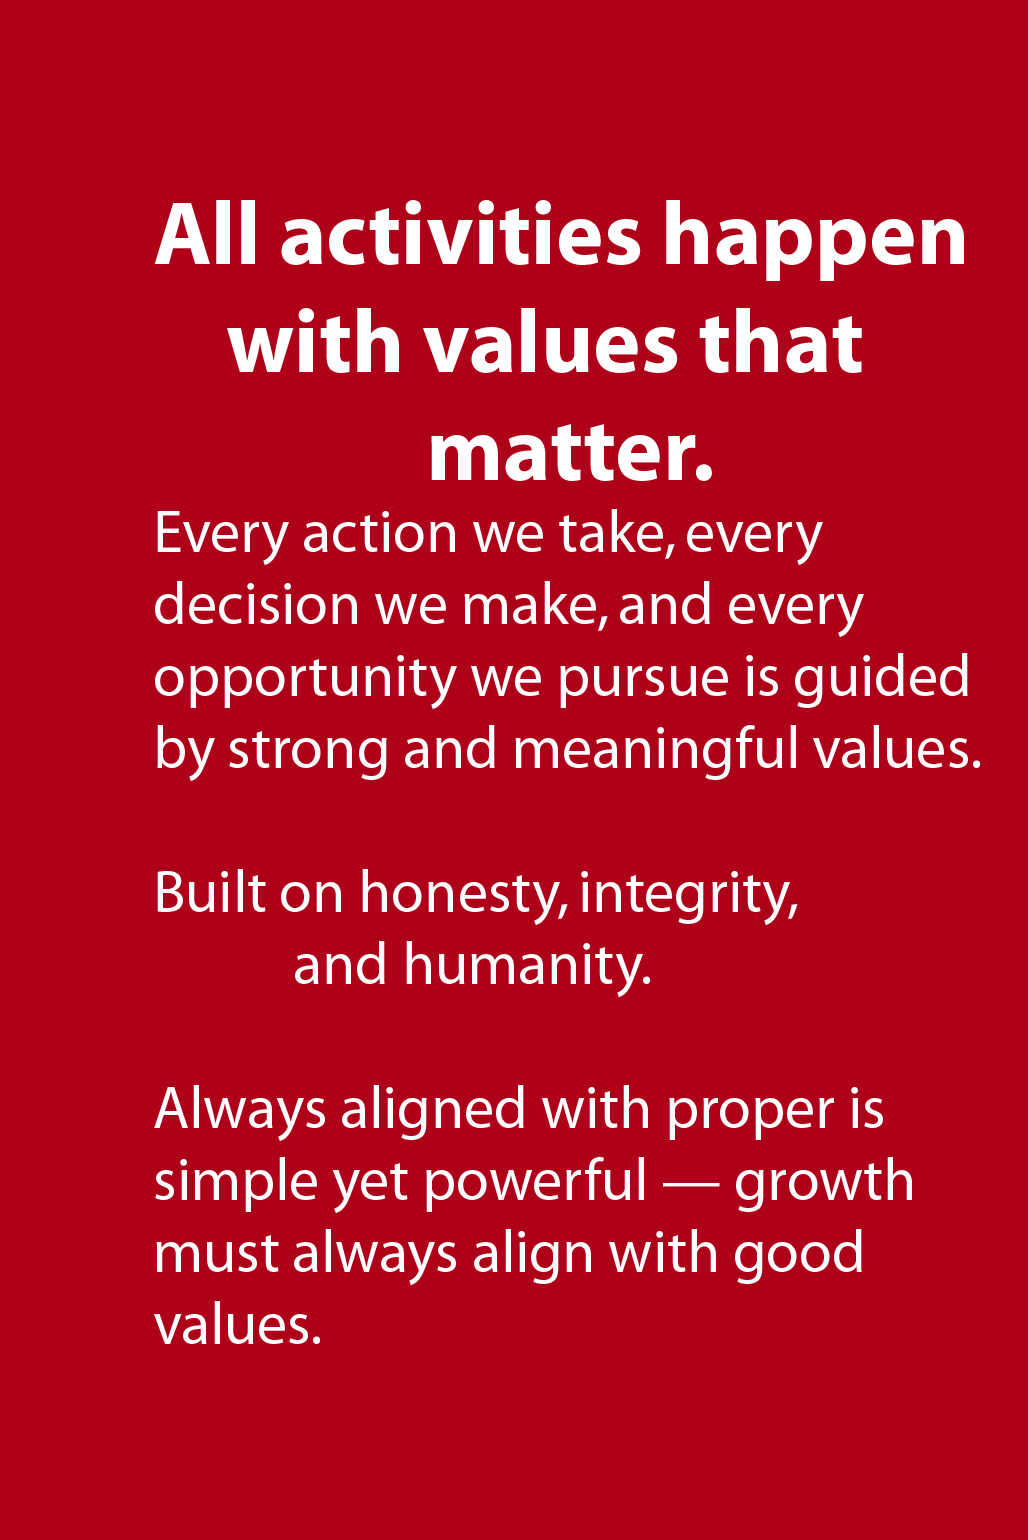 All activities happen
with values that
matter.
Every action we take, every
decision we make, and every
opportunity we pursue is guided
by strong and meaningful values.
Built on honesty, integrity,
and humanity.
Always aligned with proper is
simple yet powerful — growth
must always align with good
values.